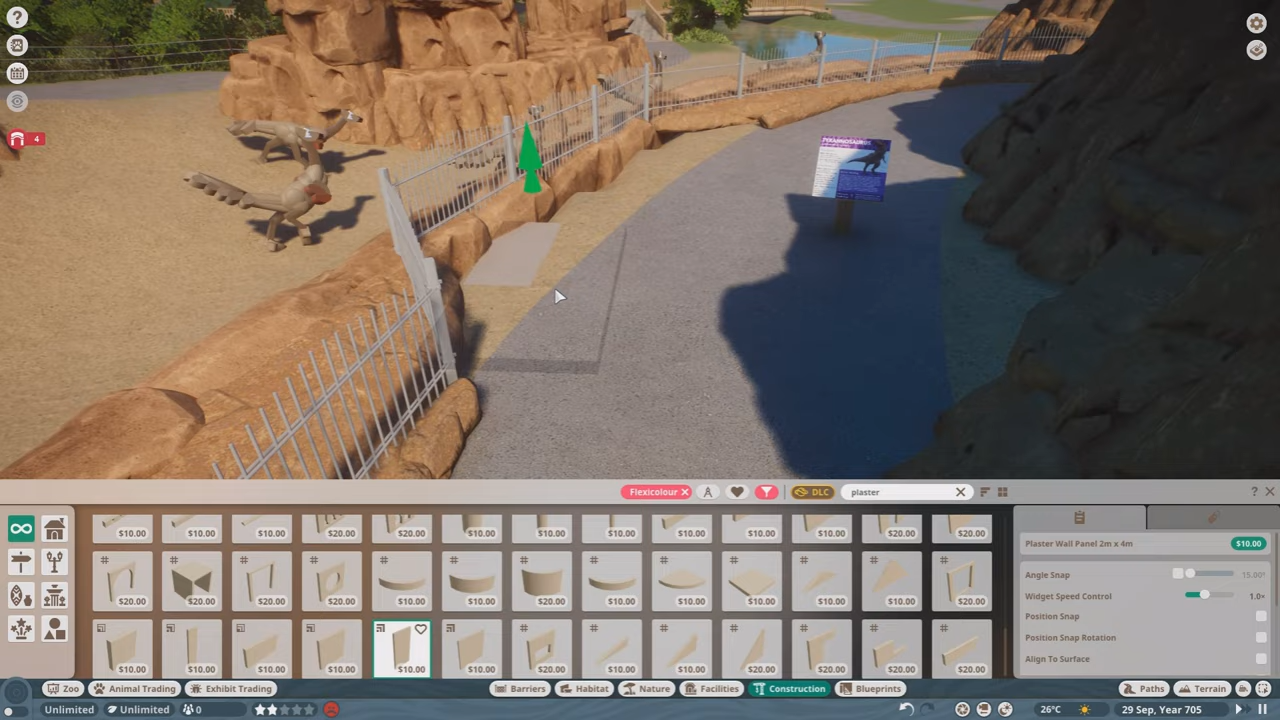 ?
4
Flexicolour ×
DLC
plaster
?
$10.00 $10.00 $10.00 $20.00 $20.00 $10.00 $10.00 $10.00 $10.00 $10.00 $20.00 $20.00 $20.00
$20.00 $20.00 $20.00 $20.00 $10.00 $10.00 $20.00 $10.00 $10.00 $10.00 $10.00 $10.00 $20.00
$10.00 $10.00 $10.00 $10.00 $10.00 $10.00 $20.00 $10.00 $10.00 $10.00 $20.00 $20.00 $20.00
Plaster Wall Panel 2m x 4m $10.00
Angle Snap 15.00°
Widget Speed Control 1.0×
Position Snap
Position Snap Rotation
Align To Surface
Zoo Animal Trading Exhibit Trading Barriers Habitat Nature Facilities Construction Blueprints Paths Terrain
Unlimited Unlimited 0 26°C 29 Sep, Year 705